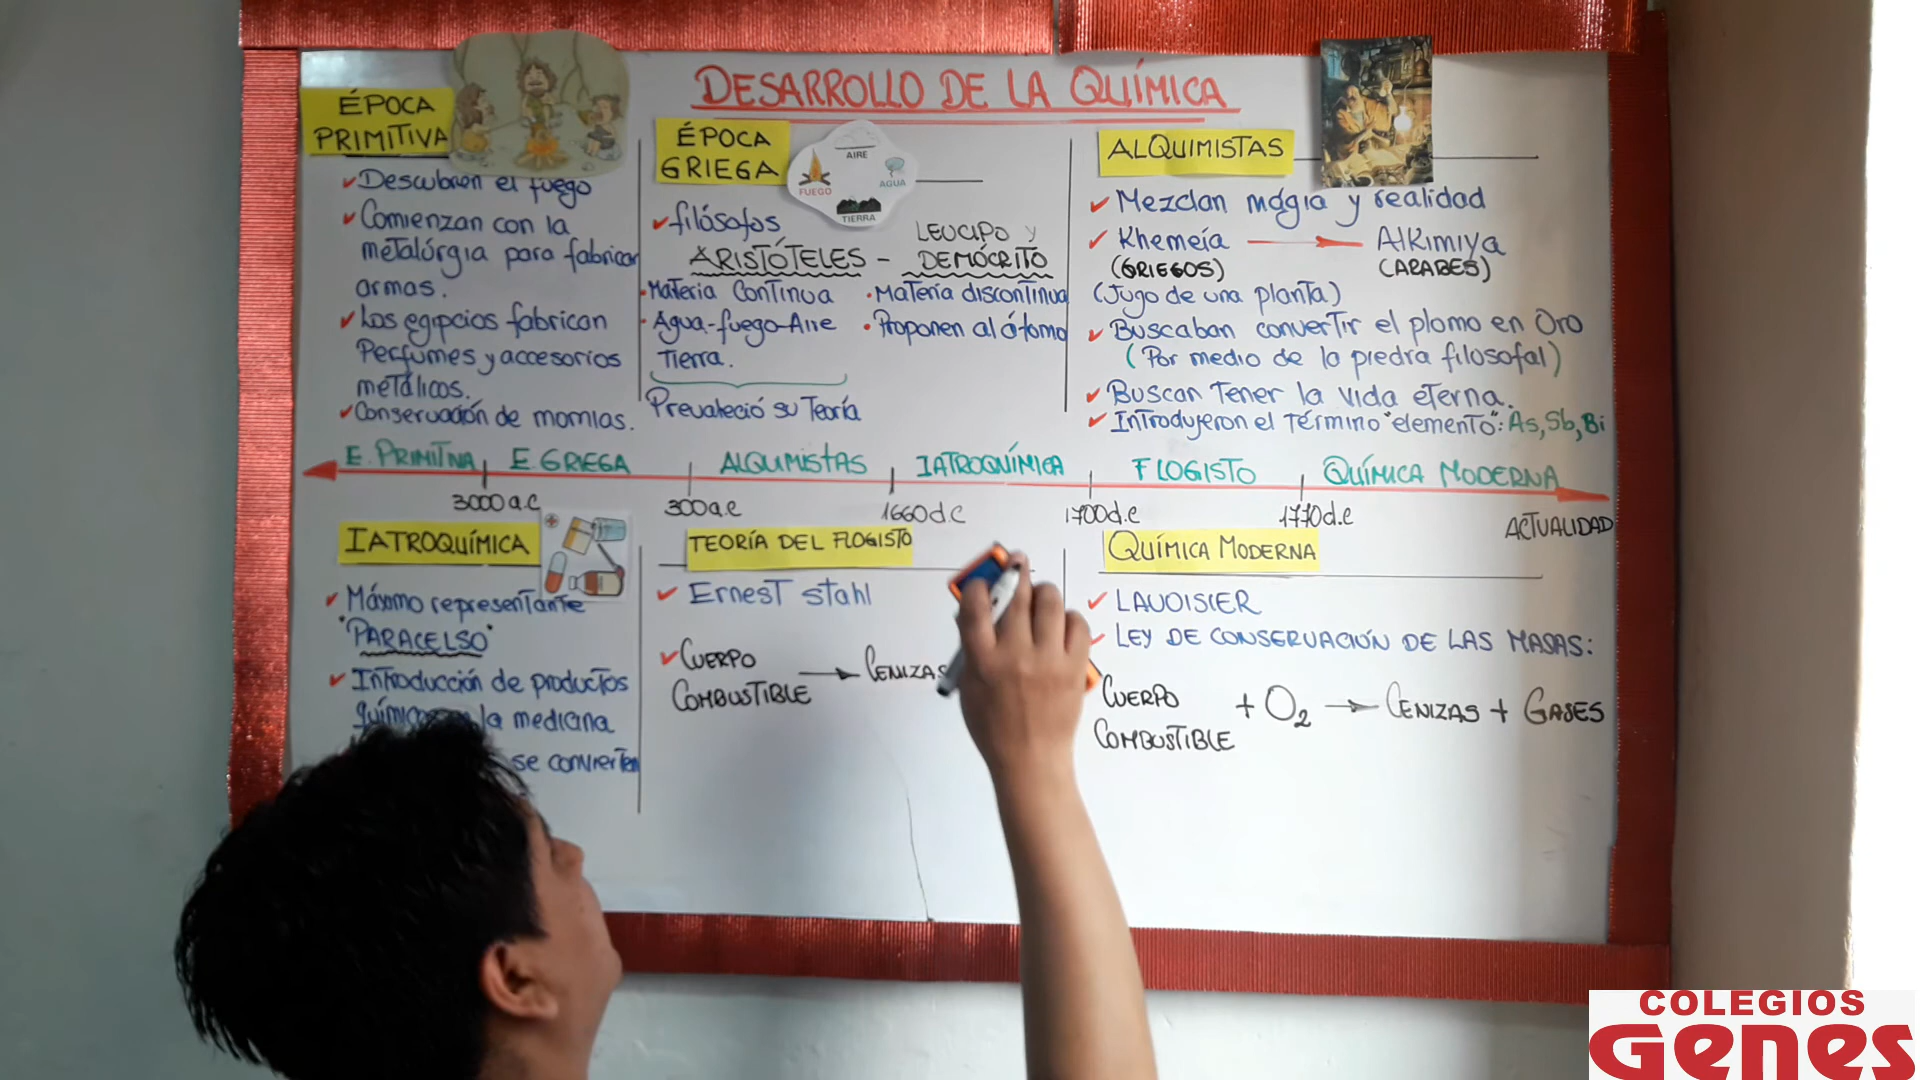 DESARROLLO DE LA QUÍMICA
ÉPOCA
PRIMITIVA
✓Descubren el fuego
✓Comienzan con la
metalúrgia para fabricar
armas.
✓Los egipcios fabrican
Perfumes y accesorios
metálicos.
✓Conservación de momias.
ÉPOCA
GRIEGA
AIRE
FUEGO
AGUA
TIERRA
✓filósofos
ARISTÓTELES - LEUCIPO y
DEMÓCRITO
•Materia Continua
•Agua-fuego-Aire
Tierra.
Prevaleció su Teoría
•Materia discontinua
•Proponen al átomo
ALQUIMISTAS
✓ Mezclan mágia y realidad
✓ Khemeía → Alkimiya
(GRIEGOS) (ARABES)
(Jugo de una planta)
✓ Buscaban convertir el plomo en Oro
(Por medio de la piedra filosofal)
✓ Buscan Tener la vida eterna.
✓ Introdujeron el Término "elemento": As, Sb, Bi
E. PRIMITIVA E. GRIEGA ALQUIMISTAS IATROQUÍMICA FLOGISTO QUÍMICA MODERNA
3000 a.c 300 a.c 1660 d.c 1700 d.c 1770 d.c ACTUALIDAD
IATROQUÍMICA
✓ Máximo representante
"PARACELSO"
✓ Introducción de productos
la medicina
se convierten
TEORÍA DEL FLOGISTO
✓ Ernest stahl
✓ CUERPO
COMBUSTIBLE → CENIZAS
QUÍMICA MODERNA
✓ LAVOISIER
✓ LEY DE CONSERVACIÓN DE LAS MASAS:
CUERPO
COMBUSTIBLE + O2 → CENIZAS + GASES
COLEGIOS
Genes